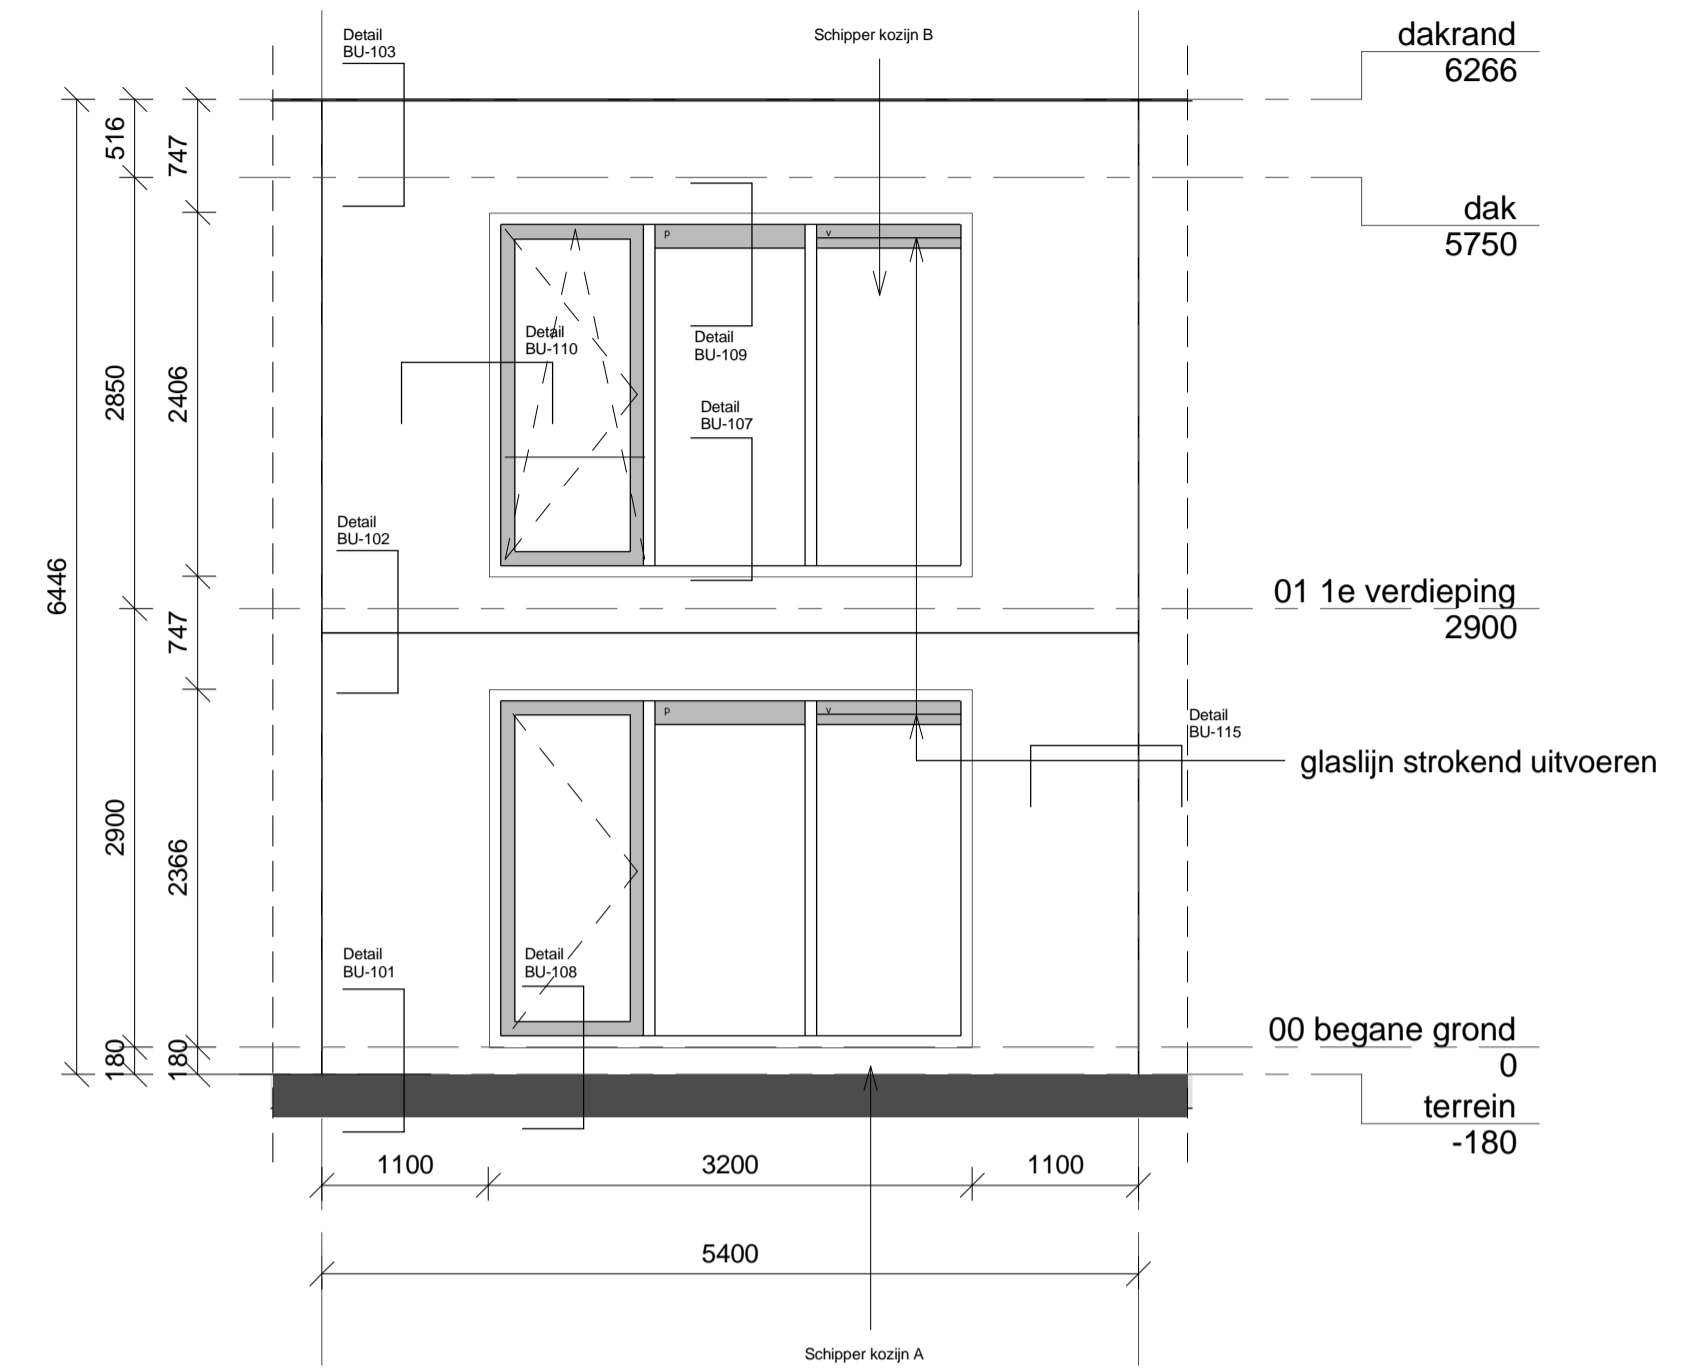 Detail
BU-103
Schipper kozijn B
dakrand
6266
516
747
dak
5750
p
v
Detail
BU-110
Detail
BU-109
2850
2406
Detail
BU-107
Detail
BU-102
6446
01 1e verdieping
2900
747
p
v
Detail
BU-115
glaslijn strokend uitvoeren
2900
2366
Detail
BU-101
Detail
BU-108
00 begane grond
0
180
180
terrein
-180
1100
3200
1100
5400
Schipper kozijn A